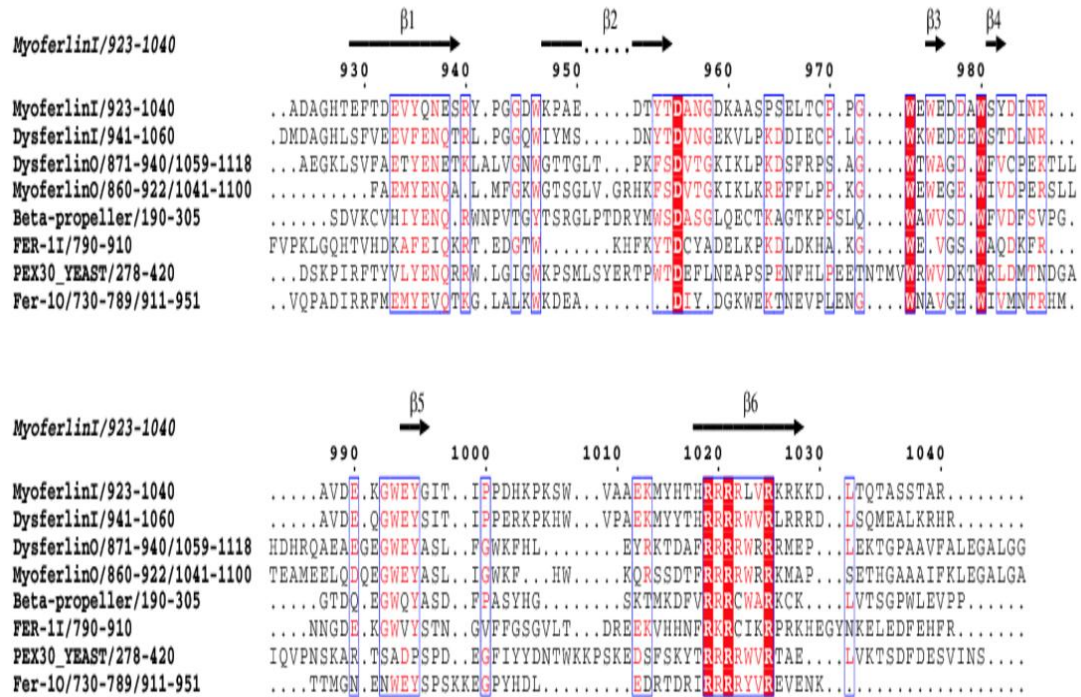 β1 β2 β3 β4
MyoferlinI/923-1040
930 940 950 960 970 980
MyoferlinI/923-1040 ..ADAGHTEFTDEVYQNESRY.PGGDWKPAE.....DTYTDANGDKAASPSELTCP.PG....WEWEDDAWSYDINR...
DysferlinI/941-1060 .DMDAGHLSFVEEVFENQTRL.PGGQWIYMS.....DNYTDVNGEKVLPKDDIECP.LG....WKWEDEEWSTDLNR...
DysferlinO/871-940/1059-1118 ...AEGKLSVFAETYENETKLALVGNWGTTGLT..PKFSDVTGKIKLPKDSFRPS.AG....WTWAGD.WFVCPEKTLL
MyoferlinO/860-922/1041-1100 ..........FAEMYENQA.L.MFGKWGTSGLV.GRHKFSDVTGKIKLKREFFLPP.KG....WEWEGE.WIVDPERSLL
Beta-propeller/190-305 ......SDVKCVHIYENQ.RWNPVTGYTSRGLPTDRYMWSDASGLQECTKAGTKPPSLQ....WAWVSD.WFVDFSVPG.
FER-1I/790-910 FVPKLGQHTVHDKAFEIQKRT.EDGTW.......KHFKYTDCYADELKPKDLDKHA.KG....WE.VGS.WAQDKFR...
PEX30_YEAST/278-420 ...DSKPIRFTYVLYENQRRW.LGIGWKPSMLSYERTPWTDEFLNEAPSPENFHLPEETNTMVWRWVDKTWRLDMTNDGA
Fer-1O/730-789/911-951 ..VQPADIRRFMEMYEVQTKG.LALKWKDEA.......DIY.DGKWEKTNEVPLENG....WNAVGH.WIVMNTRHM.
β5 β6
MyoferlinI/923-1040
990 1000 1010 1020 1030 1040
MyoferlinI/923-1040 .....AVDE.KGWEYGIT..IPPDHKPKSW...VAAEKMYHTHRRRRLVRKRKKD.LTQTASSTAR......
DysferlinI/941-1060 .....AVDE.QGWEYSIT..IPPERKPKHW...VPAEKMYYTHRRRRWVRLRRRD.LSQMEALKRHR.....
DysferlinO/871-940/1059-1118 HDHRQAEAEGEGWEYASL..FGWKFHL......EYRKTDAFRRRRWRRRMEP...LEKTGPAAVFALEGALGG
MyoferlinO/860-922/1041-1100 TEAMEELQDQEGWEYASL..IGWKF...HW....KQRSSDTFRRRRWRRKMAP...SETHGAAAIFKLEGALGA
Beta-propeller/190-305 ....GTDQ.EGWQYASD..FPASYHG.......SKTMKDFVRRRCWARKCK...LVTSGPWLEVPP......
FER-1I/790-910 ....NNGDE.KGWVYSTN..GVFFGSGVLT...DREEKVHHNFRKRCIKRPRKHEGYNKELEDFEHFR......
PEX30_YEAST/278-420 IQVPNSKAR.TSADPSPD..EGFIYYDNTWKKPSKEDSFSKYTRRRRWVRTAE....LVKTSDFDESVINS....
Fer-1O/730-789/911-951 ....TTMGN.ENWEYSPSKKEGPYHDL......EDRTDRIRRRRYVREVENK.